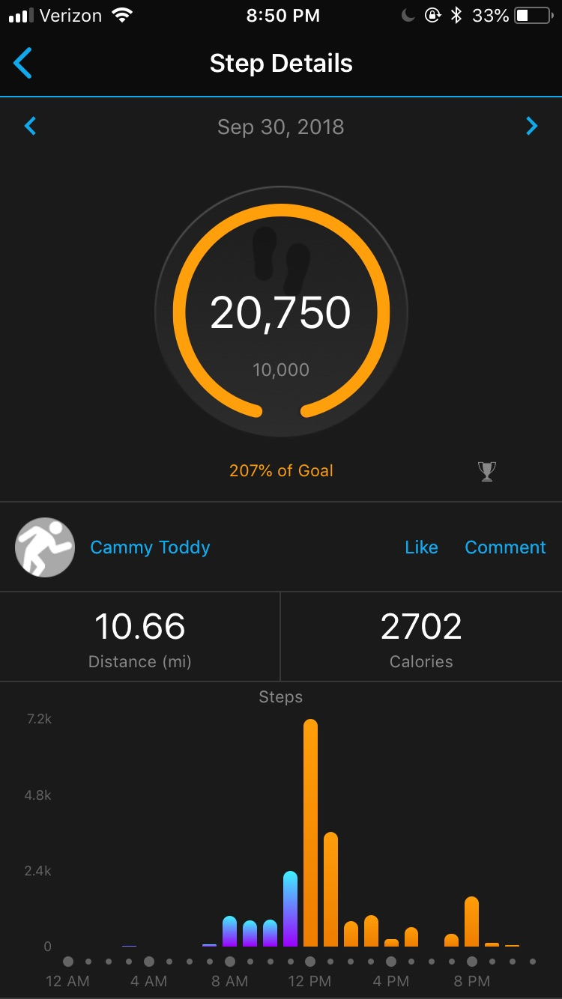 Verizon 8:50 PM 33%
Step Details
Sep 30, 2018
20,750
10,000
207% of Goal
Cammy Toddy Like Comment
10.66 2702
Distance (mi) Calories
Steps
7.2k
4.8k
2.4k
0
12 AM 4 AM 8 AM 12 PM 4 PM 8 PM